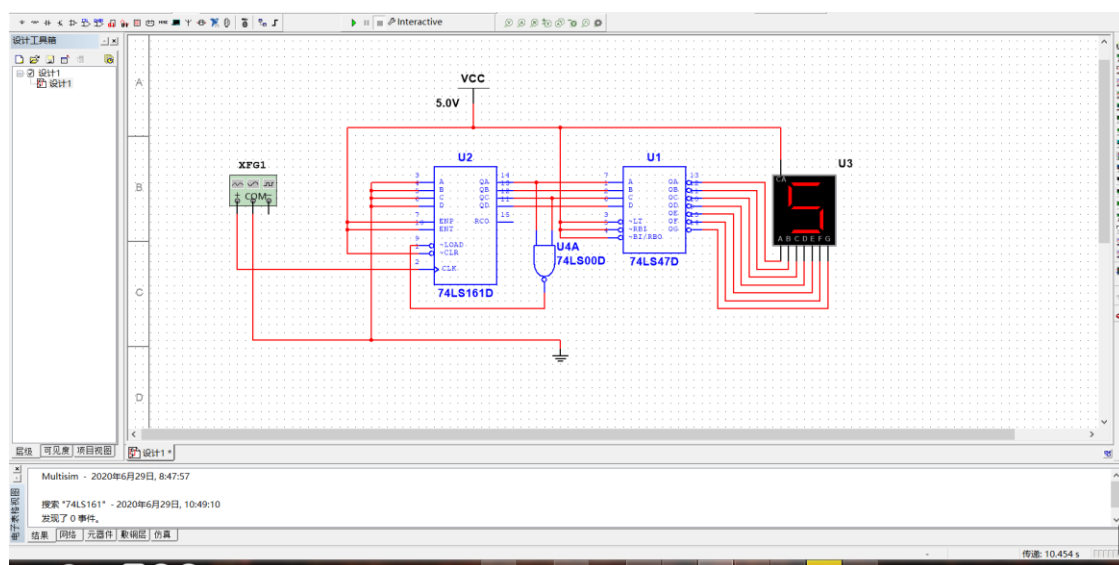 Interactive
设计工具箱
设计1
设计1
A
B
C
D
VCC
5.0V
XFG1
COM
U2
3
4
5
6
7
10
9
1
2
A
B
C
D
ENP
ENT
~LOAD
~CLR
CLK
QA
QB
QC
QD
RCO
14
13
12
11
15
74LS161D
U4A
74LS00D
U1
7
1
2
6
3
5
4
A
B
C
D
~LT
~RBI
~BI/RBO
OA
OB
OC
OD
OE
OF
OG
13
12
11
10
9
15
14
74LS47D
U3
CA
5
A B C D E F G
层级 可见度 项目视图
设计1 *
Multisim - 2020年6月29日, 8:47:57
搜索 "74LS161" - 2020年6月29日, 10:49:10
发现了 0 事件。
电子表格视图
结果 网络 元器件 敷铜层 仿真
-
传递: 10.454 s